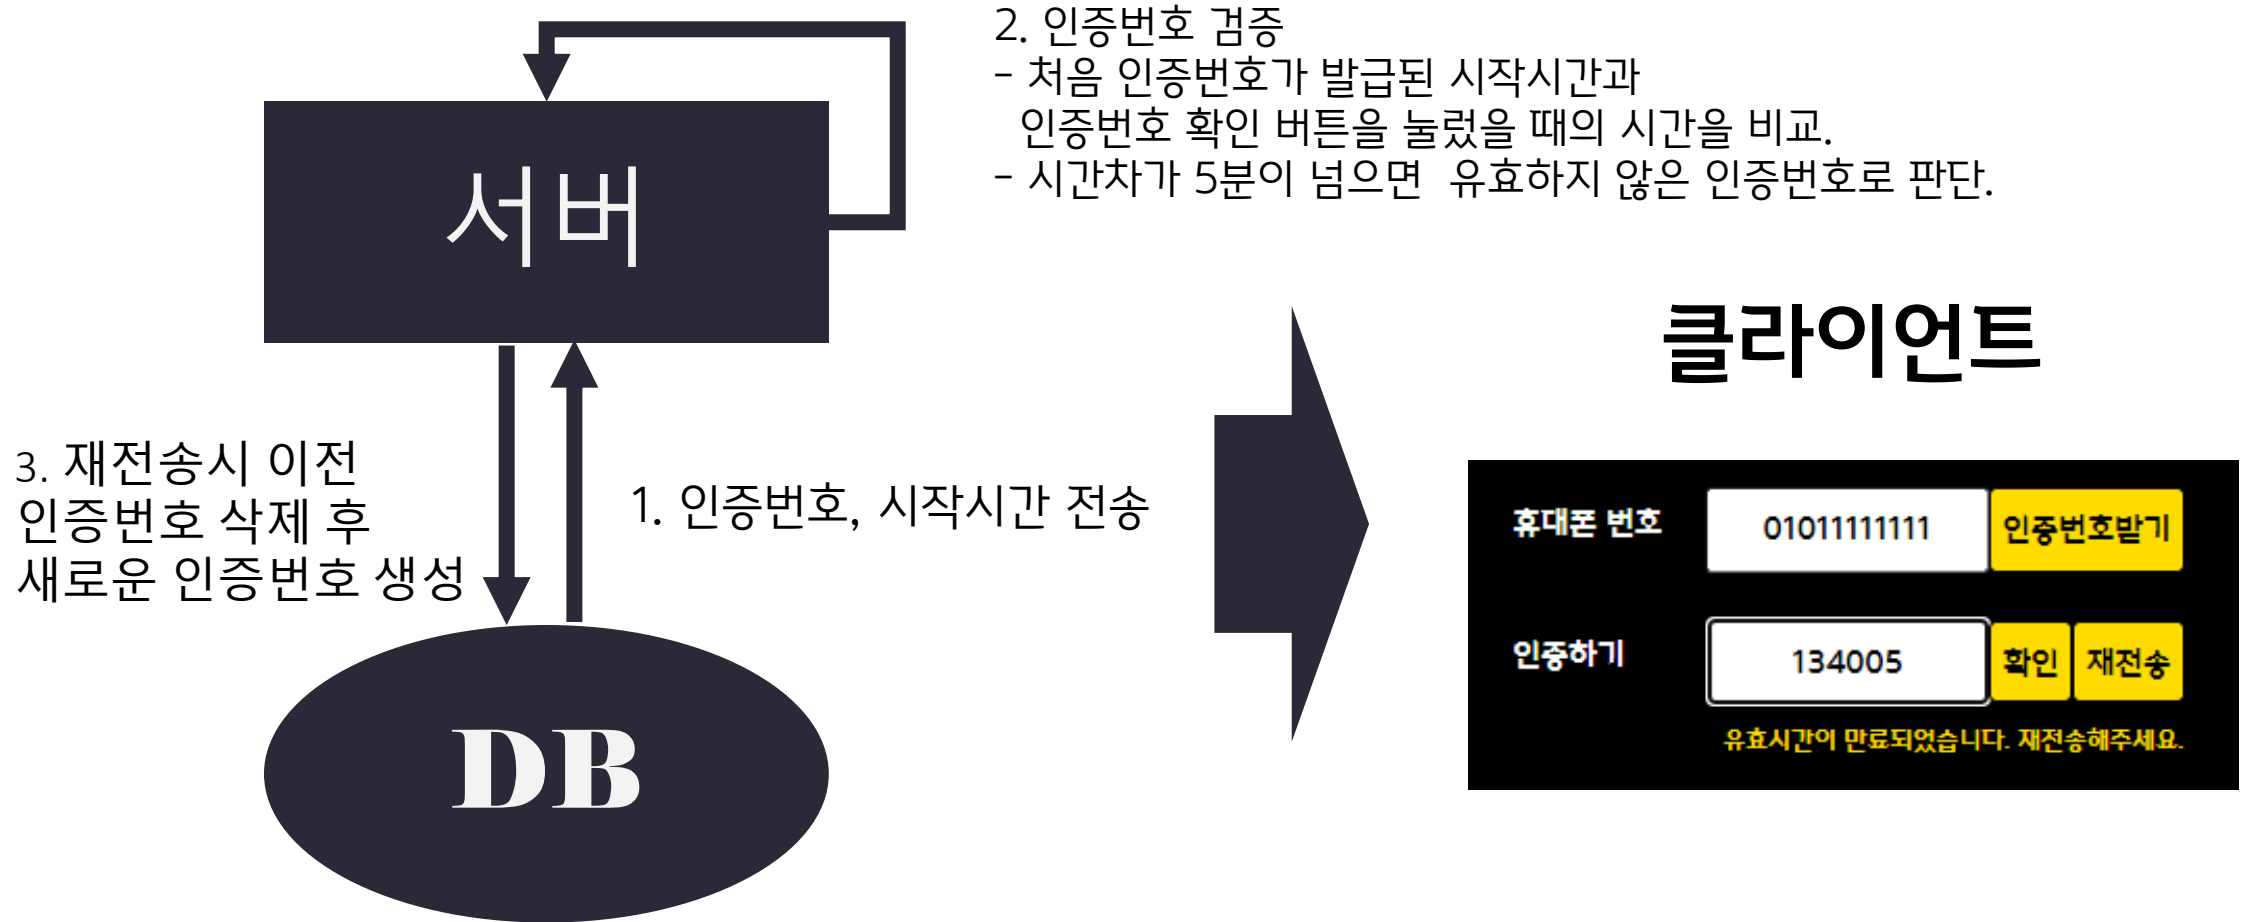 2. 인증번호 검증
- 처음 인증번호가 발급된 시작시간과
인증번호 확인 버튼을 눌렀을 때의 시간을 비교.
- 시간차가 5분이 넘으면 유효하지 않은 인증번호로 판단.
서버
3. 재전송시 이전
인증번호 삭제 후
새로운 인증번호 생성
1. 인증번호, 시작시간 전송
DB
클라이언트
휴대폰 번호 01011111111 인증번호받기
인증하기 134005 확인 재전송
유효시간이 만료되었습니다. 재전송해주세요.